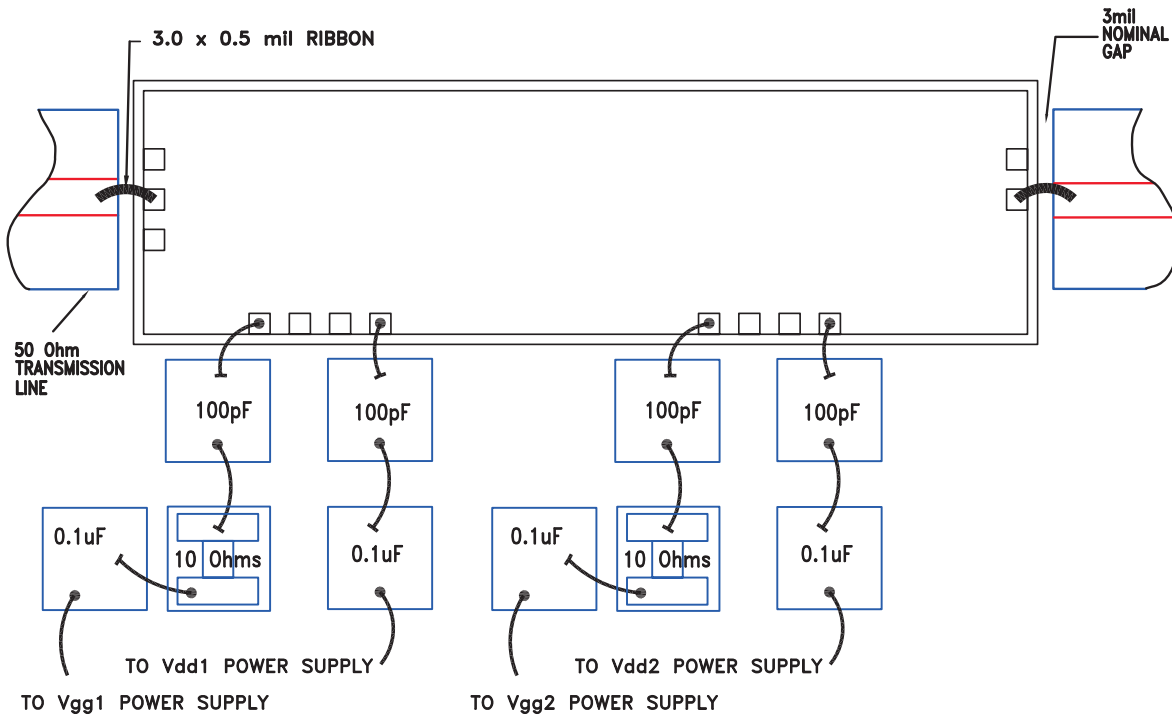 3.0 x 0.5 mil RIBBON
3mil
NOMINAL
GAP
50 Ohm
TRANSMISSION
LINE
100pF
100pF
100pF
100pF
0.1uF
10 Ohms
0.1uF
0.1uF
10 Ohms
0.1uF
TO Vdd1 POWER SUPPLY
TO Vdd2 POWER SUPPLY
TO Vgg1 POWER SUPPLY
TO Vgg2 POWER SUPPLY